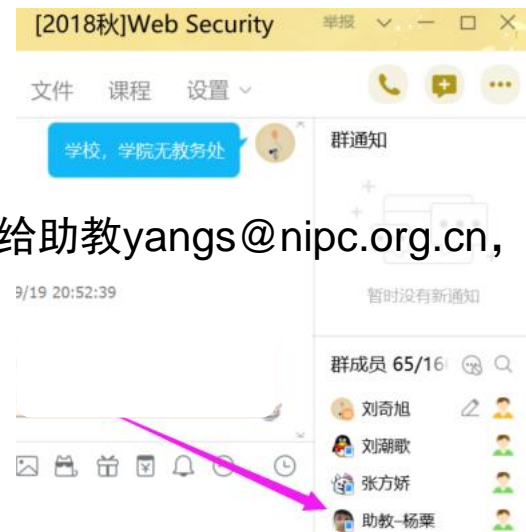 [2018秋]Web Security
举报
文件 课程 设置
学校，学院无教务处
群通知
给助教yangs@nipc.org.cn，
9/19 20:52:39
暂时没有新通知
群成员 65/16
刘奇旭
刘潮歌
张方娇
助教–杨栗